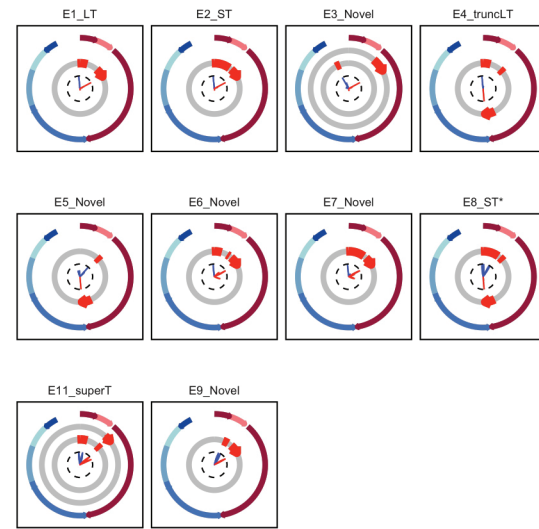 E1_LT
E2_ST
E3_Novel
E4_truncLT
E5_Novel
E6_Novel
E7_Novel
E8_ST*
E11_superT
E9_Novel